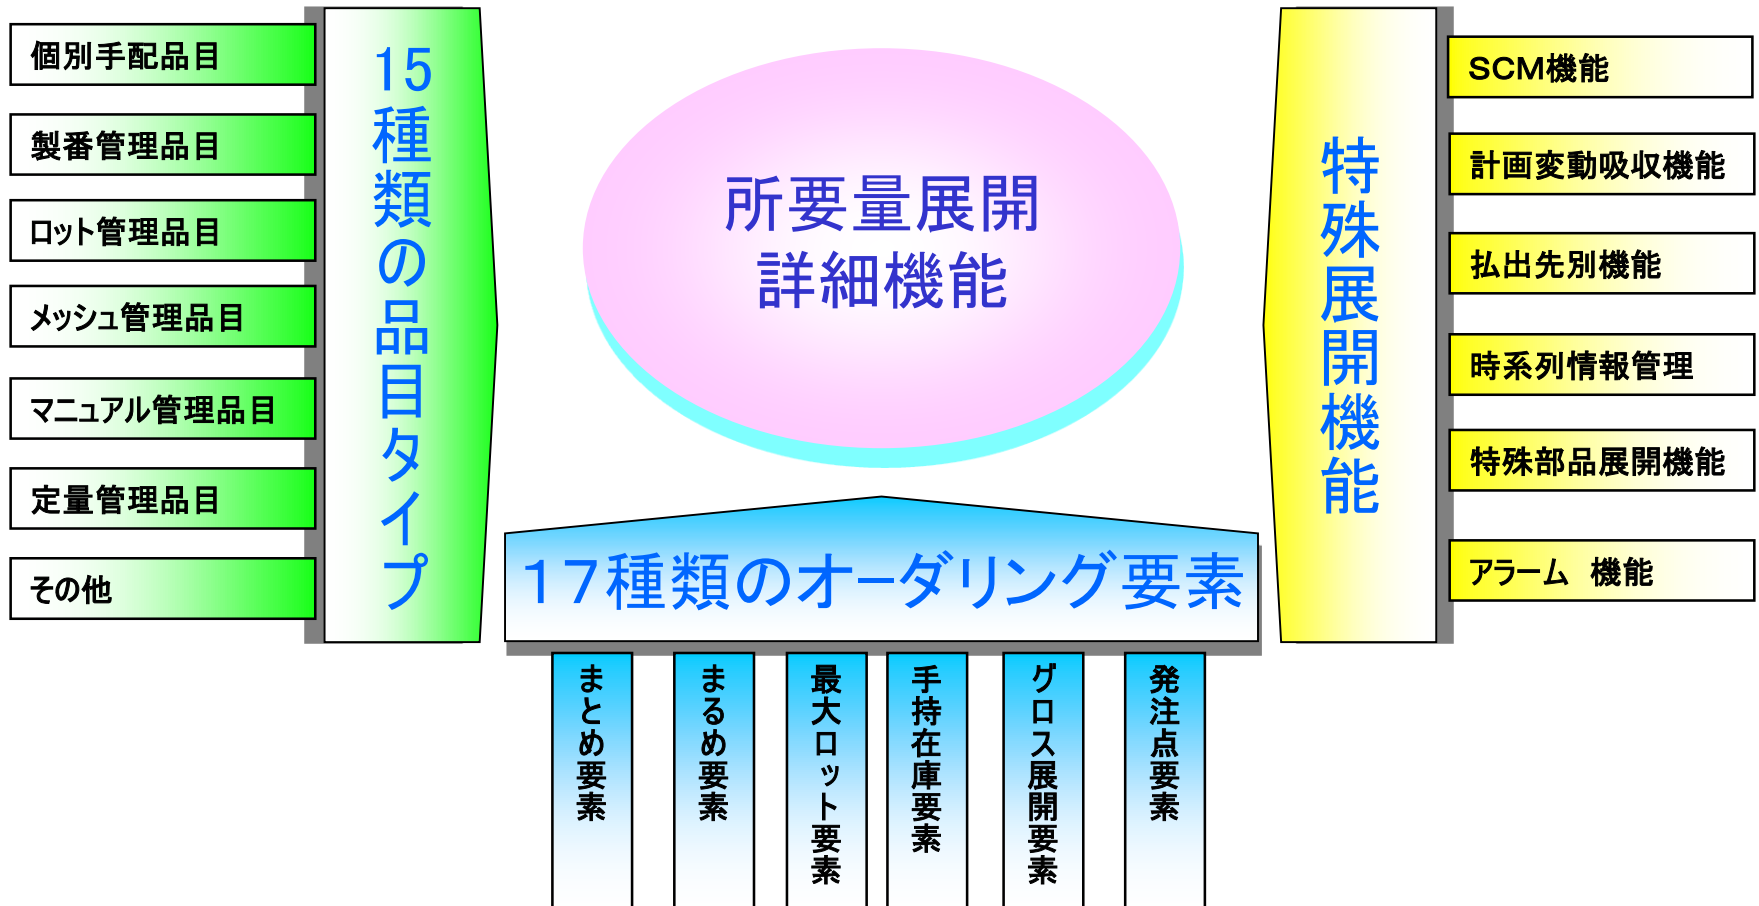 個別手配品目
製番管理品目
ロット管理品目
メッシュ管理品目
マニュアル管理品目
定量管理品目
その他
15種類の品目タイプ
所要量展開
詳細機能
17種類のオーダリング要素
まとめ要素
まるめ要素
最大ロット要素
手持在庫要素
グロス展開要素
発注点要素
特殊展開機能
SCM機能
計画変動吸収機能
払出先別機能
時系列情報管理
特殊部品展開機能
アラーム　機能